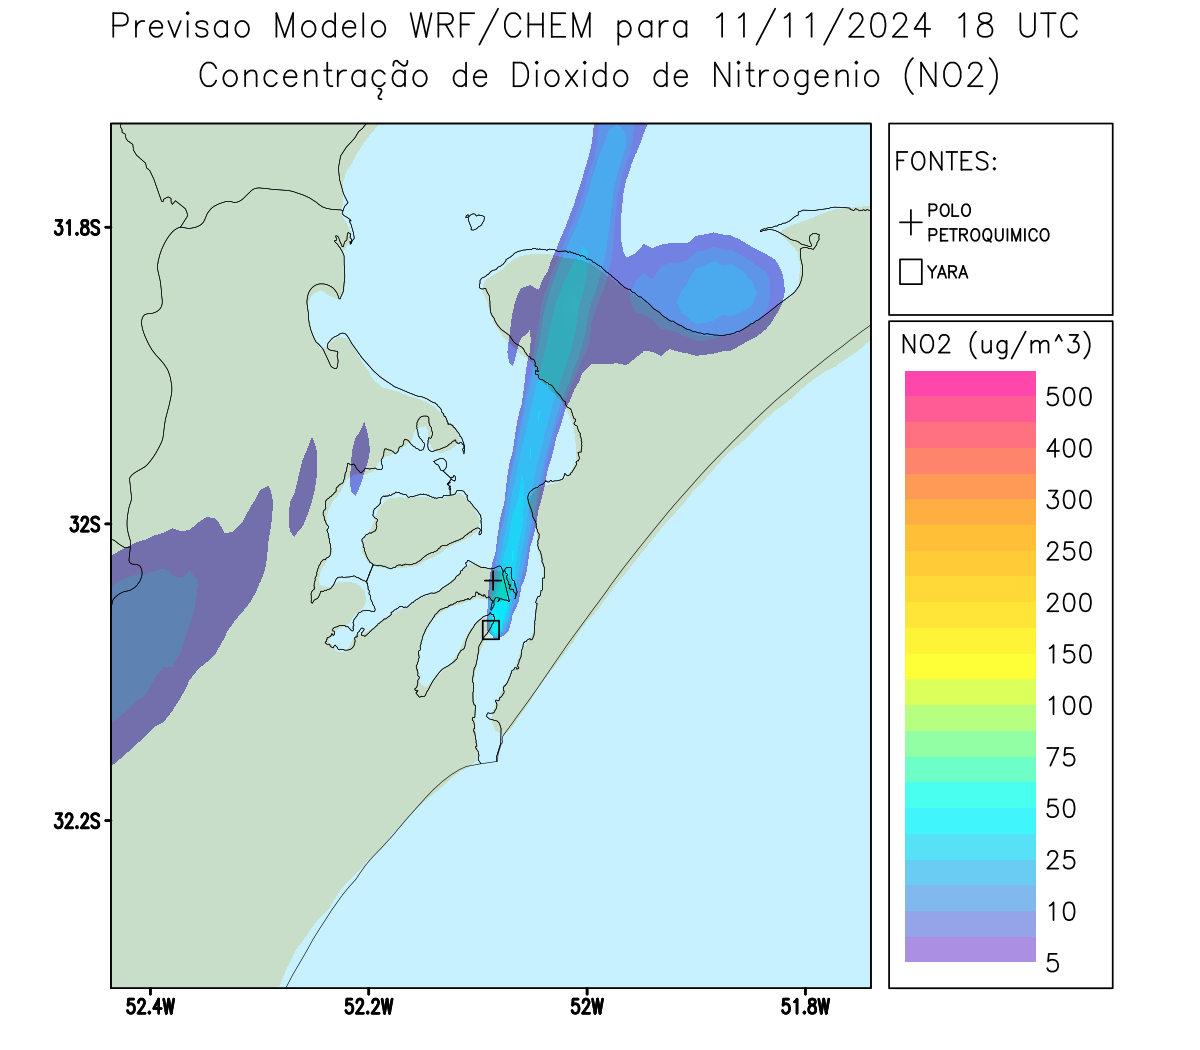 Previsao Modelo WRF/CHEM para 11/11/2024 18 UTC
Concentração de Dioxido de Nitrogenio (NO2)
FONTES:
POLO
PETROQUIMICO
YARA
NO2 (ug/m^3)
500
400
300
250
200
150
100
75
50
25
10
5
31.8S
32S
32.2S
52.4W
52.2W
52W
51.8W